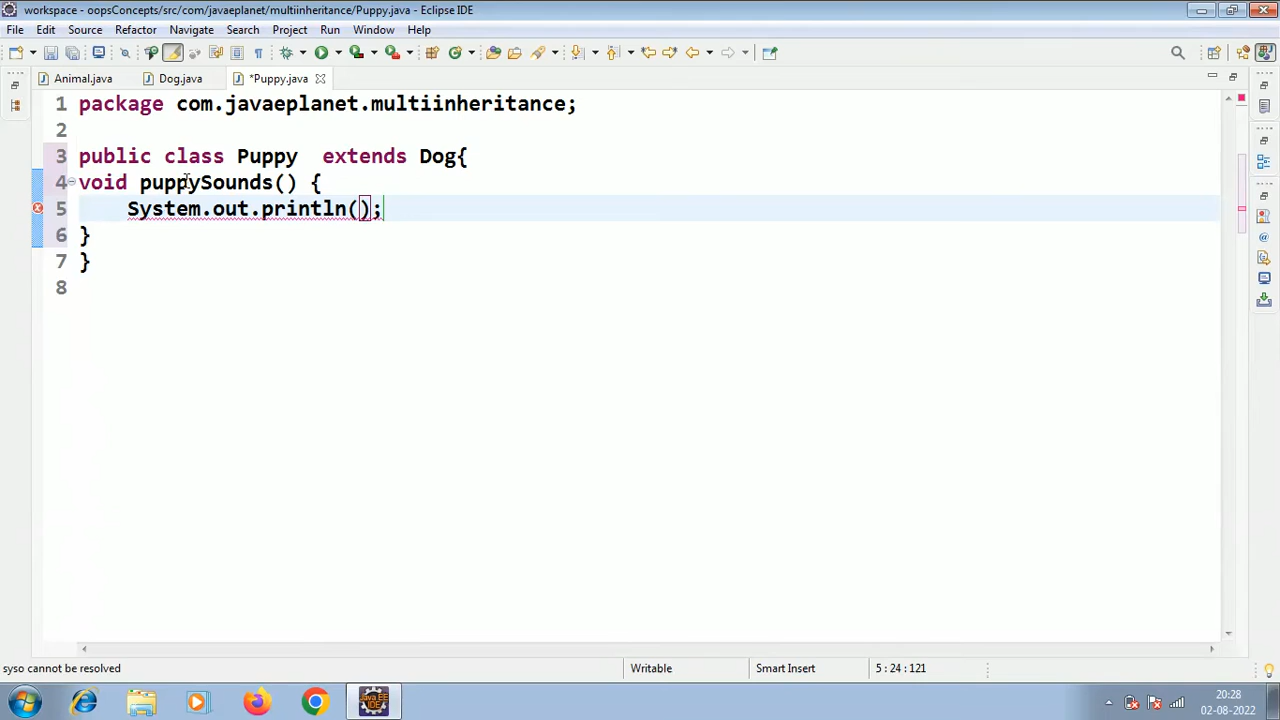 workspace - oopsConcepts/src/com/javaeplanet/multiinheritance/Puppy.java - Eclipse IDE
File Edit Source Refactor Navigate Search Project Run Window Help
Animal.java Dog.java *Puppy.java
1 package com.javaeplanet.multiinheritance;
2
3 public class Puppy  extends Dog{
4 void puppySounds() {
5     System.out.println();
6 }
7 }
8
syso cannot be resolved Writable Smart Insert 5 : 24 : 121
Java EE
IDE
20:28
02-08-2022